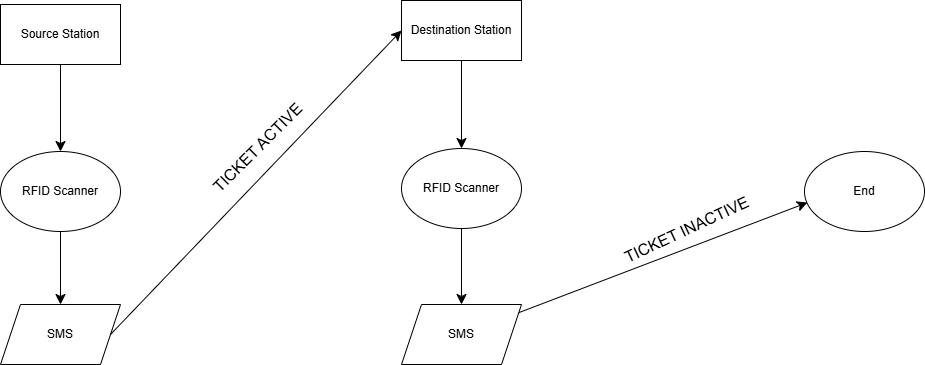 Source Station
RFID Scanner
SMS
TICKET ACTIVE
Destination Station
RFID Scanner
SMS
TICKET INACTIVE
End